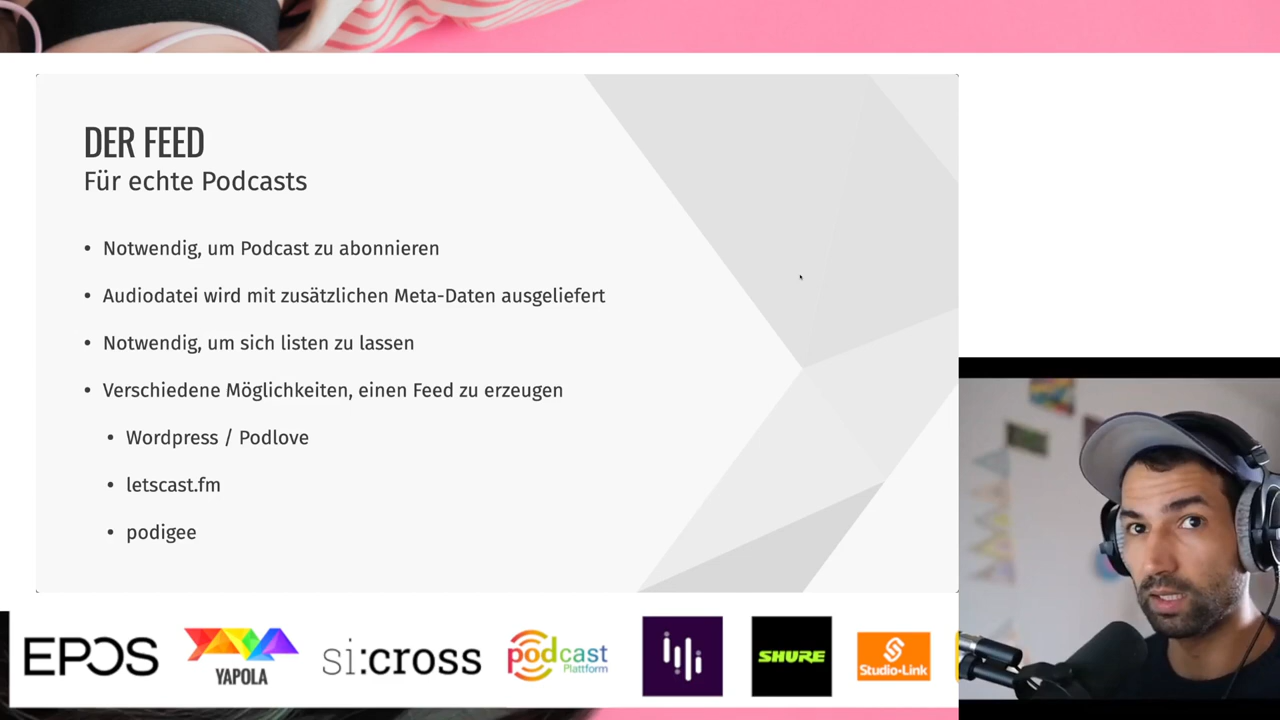 DER FEED
Für echte Podcasts
• Notwendig, um Podcast zu abonnieren
• Audiodatei wird mit zusätzlichen Meta-Daten ausgeliefert
• Notwendig, um sich listen zu lassen
• Verschiedene Möglichkeiten, einen Feed zu erzeugen
• Wordpress / Podlove
• letscast.fm
• podigee
EPOS
YAPOLA
si:cross
podcast
Plattform
SHURE
Studio-Link